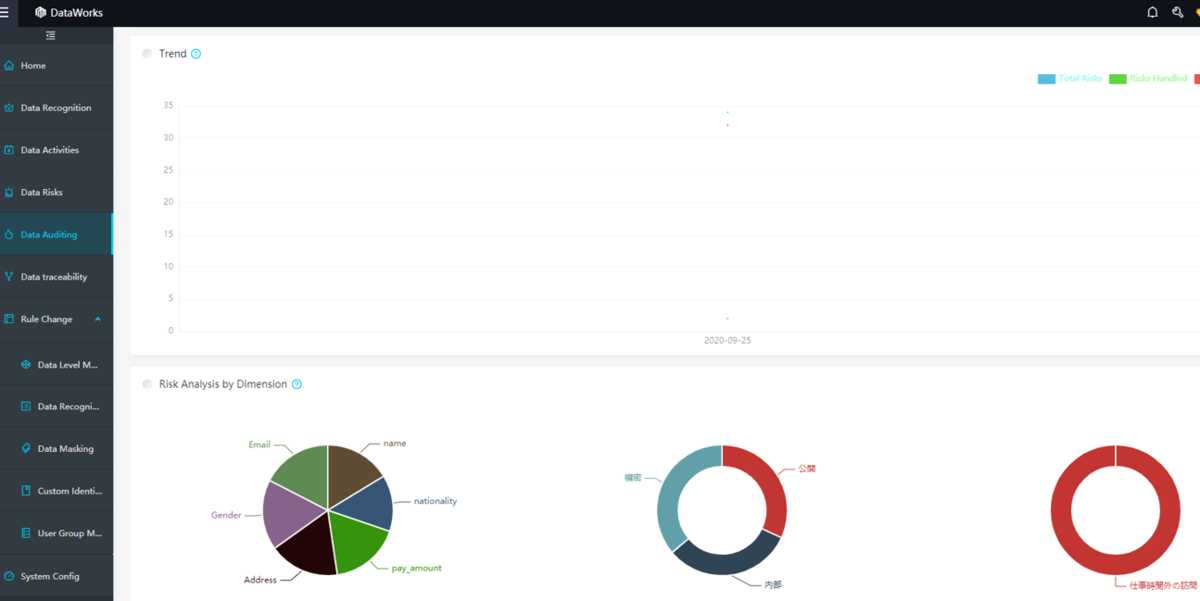 DataWorks
Home
Data Recognition
Data Activities
Data Risks
Data Auditing
Data traceability
Rule Change
Data Level M...
Data Recogni...
Data Masking
Custom Identi...
User Group M...
System Config
Trend
Total Risks
Risks Handled
35
30
25
20
15
10
5
0
2020-09-25
Risk Analysis by Dimension
Email
name
nationality
pay_amount
Address
Gender
機密
公開
内部
仕事時間外の訪問